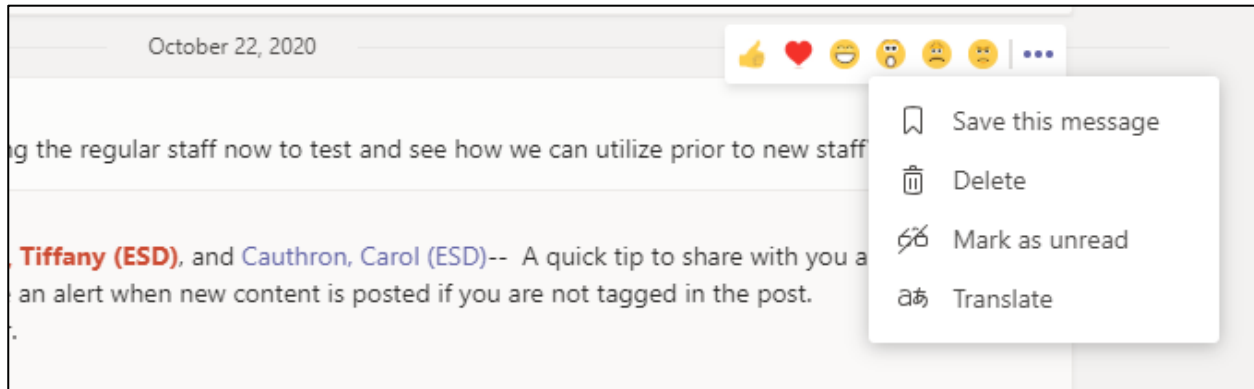 October 22, 2020
Save this message
g the regular staff now to test and see how we can utilize prior to new staff
Delete
Mark as unread
, Tiffany (ESD), and Cauthron, Carol (ESD)-- A quick tip to share with you a
an alert when new content is posted if you are not tagged in the post.
Translate